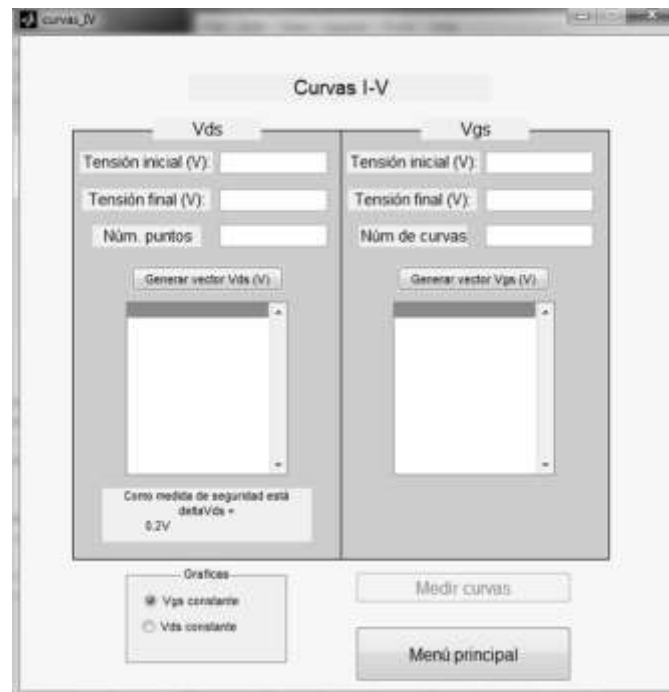 curvas_IV
Curvas I-V
Vds
Tensión inicial (V):
Tensión final (V):
Núm. puntos
Generar vector Vds (V)
Como medida de seguridad está
deltaVds =
0.2V
Vgs
Tensión inicial (V):
Tensión final (V):
Núm de curvas
Generar vector Vgs (V)
Graficas
Vgs constante
Vds constante
Medir curvas
Menú principal